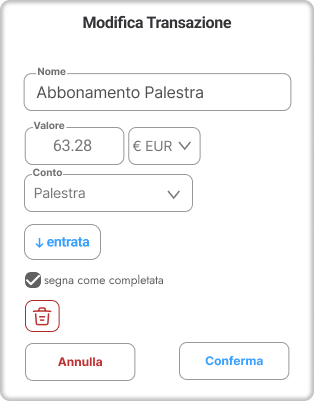 Modifica Transazione
Nome
Abbonamento Palestra
Valore
63.28
€ EUR
Conto
Palestra
entrata
segna come completata
Annulla
Conferma